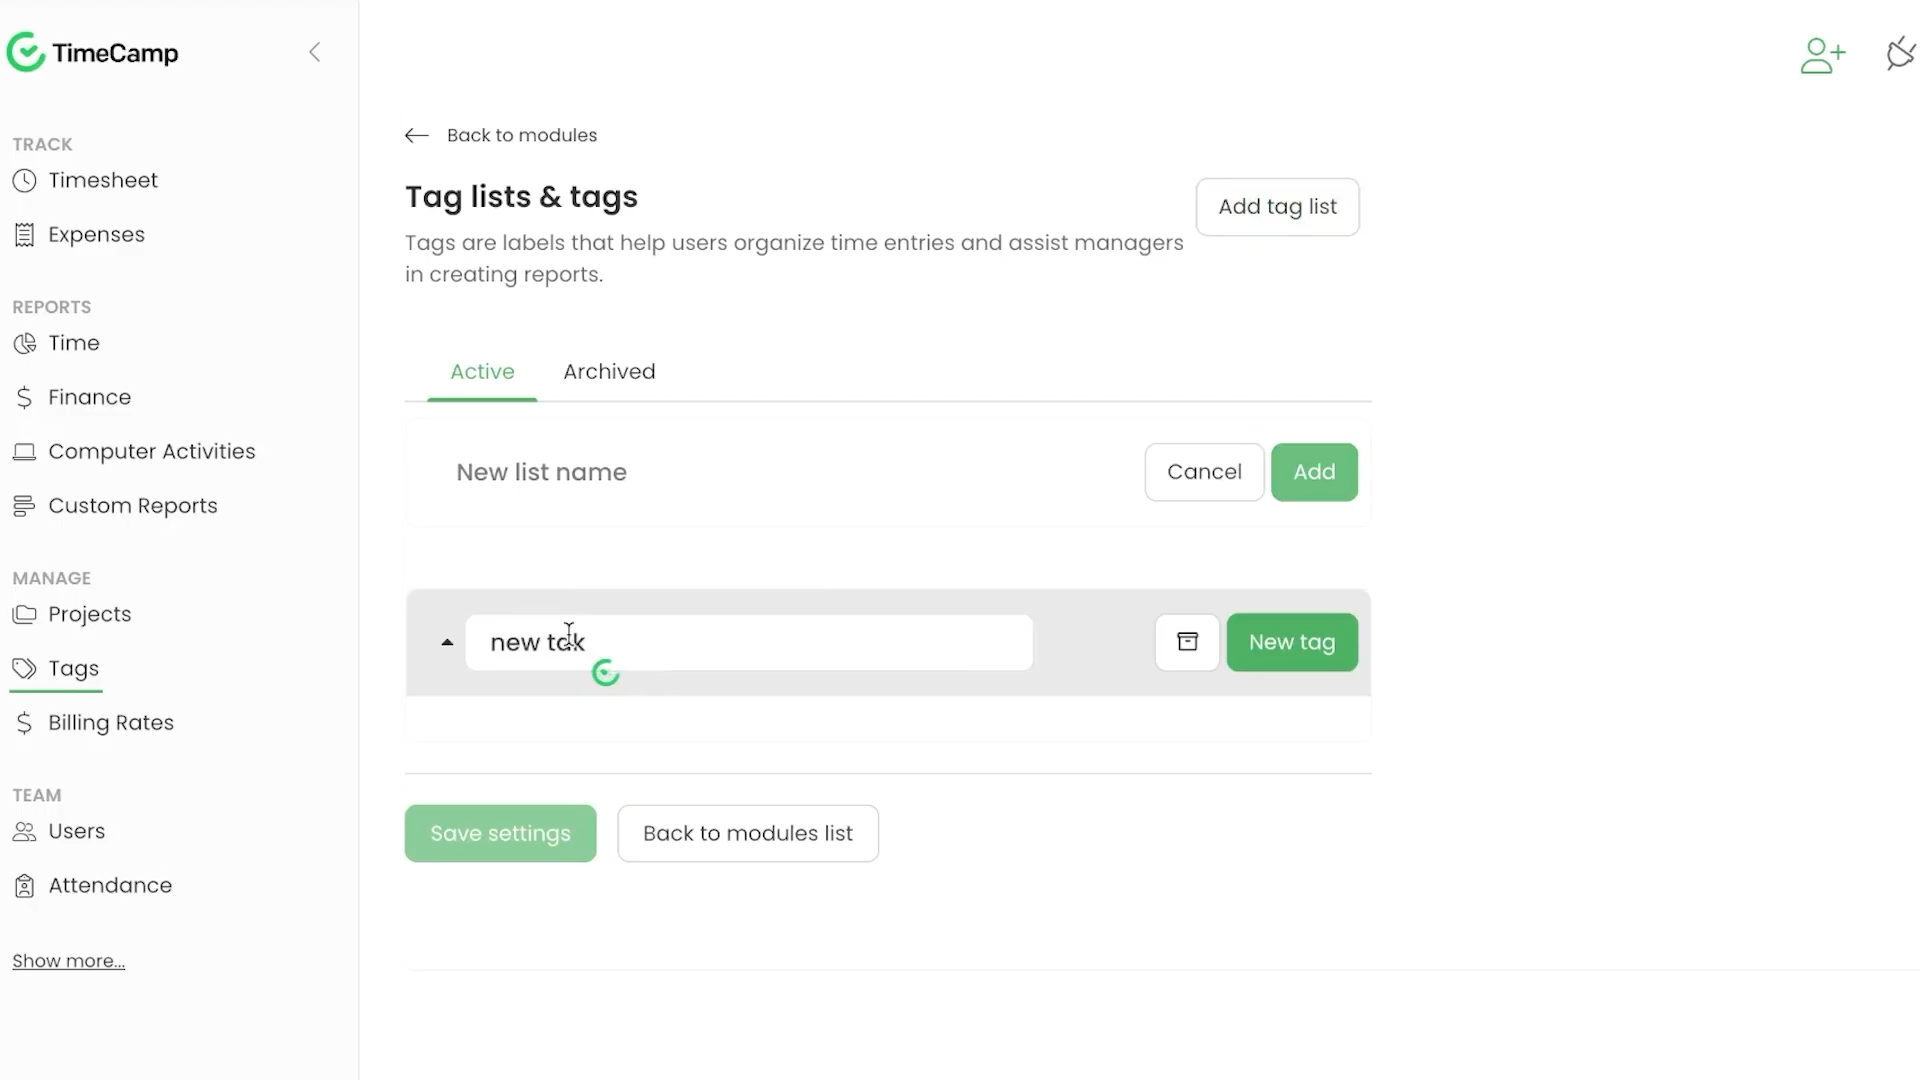 TimeCamp
TRACK
Timesheet
Expenses
REPORTS
Time
Finance
Computer Activities
Custom Reports
MANAGE
Projects
Tags
Billing Rates
TEAM
Users
Attendance
Show more...
Back to modules
Tag lists & tags
Add tag list
Tags are labels that help users organize time entries and assist managers
in creating reports.
Active
Archived
New list name
Cancel
Add
new
New tag
Save settings
Back to modules list